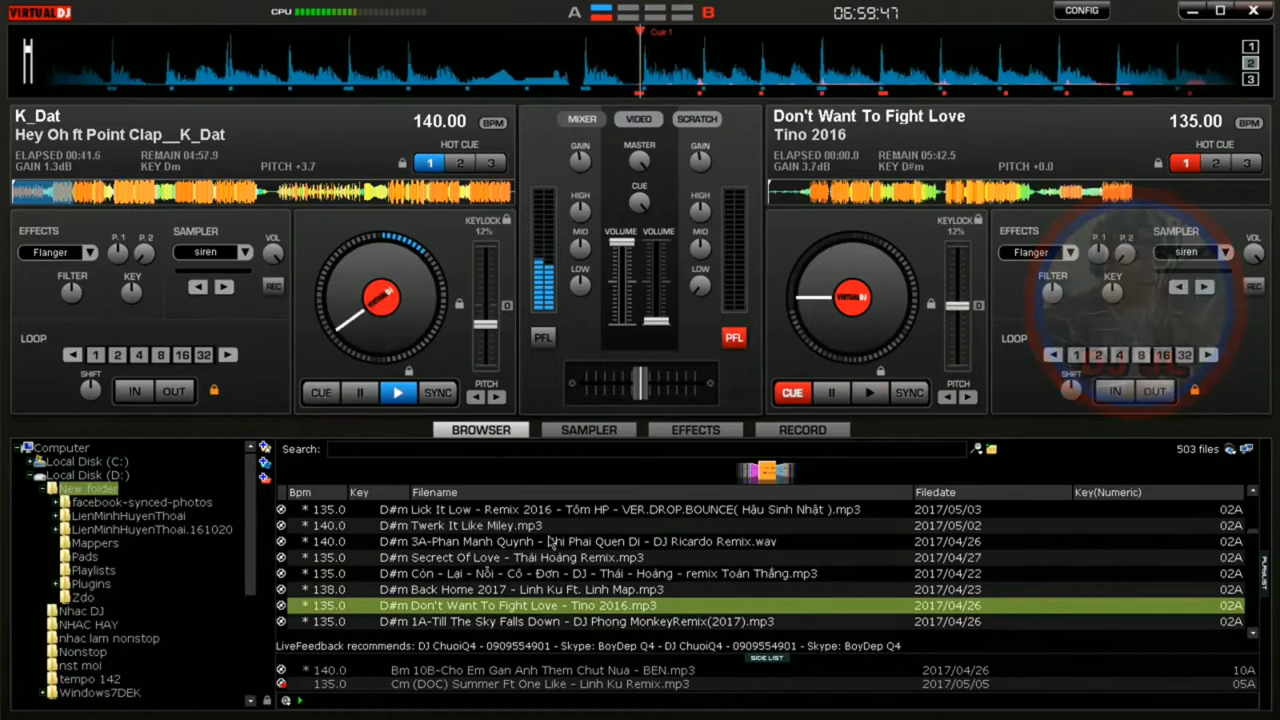 VIRTUALDJ
CPU
A
B
06:59:47
CONFIG
Cue 1
1
2
3
K_Dat
Hey Oh ft Point Clap__K_Dat
140.00 BPM
ELAPSED 00:41.6 REMAIN 04:57.9
GAIN 1.3dB KEY Dm PITCH +3.7
HOT CUE
1 2 3
MIXER VIDEO SCRATCH
GAIN MASTER GAIN
CUE
HIGH HIGH
MID VOLUME VOLUME MID
LOW LOW
PFL PFL
Don't Want To Fight Love
Tino 2016
135.00 BPM
ELAPSED 00:00.0 REMAIN 05:42.5
GAIN 3.7dB KEY D#m PITCH +0.0
HOT CUE
1 2 3
EFFECTS P.1 P.2 SAMPLER VOL
Flanger siren
FILTER KEY REC
LOOP
1 2 4 8 16 32
SHIFT IN OUT
KEYLOCK
12%
0
CUE SYNC PITCH
KEYLOCK
12%
0
VIRTUALDJ
CUE SYNC PITCH
EFFECTS P.1 P.2 SAMPLER VOL
Flanger siren
FILTER KEY REC
LOOP
1 2 4 8 16 32
SHIFT IN OUT
BROWSER SAMPLER EFFECTS RECORD
Computer
Local Disk (C:)
Local Disk (D:)
New folder
facebook-synced-photos
LienMinhHuyenThoai
LienMinhHuyenThoai.161020
Mappers
Pads
Playlists
Plugins
Zdo
Nhac DJ
NHAC HAY
nhac lam nonstop
Nonstop
nst moi
tempo 142
Windows7DEK
Search: 503 files
Bpm Key Filename Filedate Key(Numeric)
* 135.0 D#m Lick It Low - Remix 2016 - Tôm HP - VER.DROP.BOUNCE( Hậu Sinh Nhật ).mp3 2017/05/03 02A
* 140.0 D#m Twerk It Like Miley.mp3 2017/05/02 02A
* 140.0 D#m 3A-Phan Manh Quynh - Khi Phai Quen Di - DJ Ricardo Remix.wav 2017/04/26 02A
* 135.0 D#m Secrect Of Love - Thái Hoàng Remix.mp3 2017/04/27 02A
* 135.0 D#m Còn - Lại - Nỗi - Cô - Đơn - DJ - Thái - Hoàng - remix Toàn Thắng.mp3 2017/04/22 02A
* 138.0 D#m Back Home 2017 - Linh Ku Ft. Linh Map.mp3 2017/04/23 02A
* 135.0 D#m Don't Want To Fight Love - Tino 2016.mp3 2017/04/26 02A
* 135.0 D#m 1A-Till The Sky Falls Down - DJ Phong MonkeyRemix(2017).mp3 2017/04/26 02A
LiveFeedback recommends: DJ ChuoiQ4 - 0909554901 - Skype: BoyDep Q4 - DJ ChuoiQ4 - 0909554901 - Skype: BoyDep Q4
SIDE LIST
* 140.0 Bm 10B-Cho Em Gan Anh Them Chut Nua - BEN.mp3 2017/04/26 10A
* 135.0 Cm (DOC) Summer Ft One Like - Linh Ku Remix.mp3 2017/05/05 05A
PLAYLIST